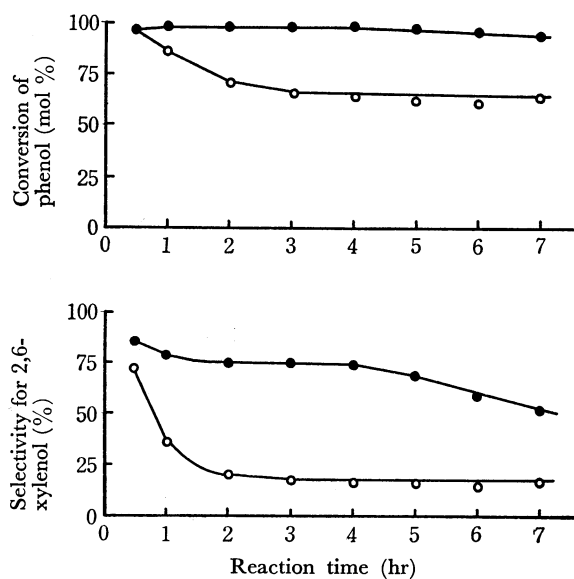 100
75
50
25
0
Conversion of
phenol (mol %)
0 1 2 3 4 5 6 7
100
75
50
25
0
Selectivity for 2,6-
xylenol (%)
0 1 2 3 4 5 6 7
Reaction time (hr)